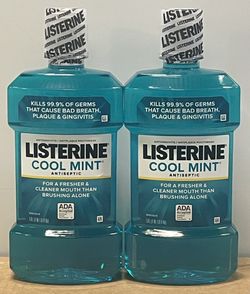 LISTERINE
LISTERINE
KILLS 99.9% OF GERMS
THAT CAUSE BAD BREATH,
PLAQUE & GINGIVITIS
LISTERINE
COOL MINT
ANTISEPTIC
FOR A FRESHER &
CLEANER MOUTH THAN
BRUSHING ALONE
ADA
KILLS 99.9% OF GERMS
THAT CAUSE BAD BREATH,
PLAQUE & GINGIVITIS
LISTERINE
COOL MINT
ANTISEPTIC
FOR A FRESHER &
CLEANER MOUTH THAN
BRUSHING ALONE
ADA